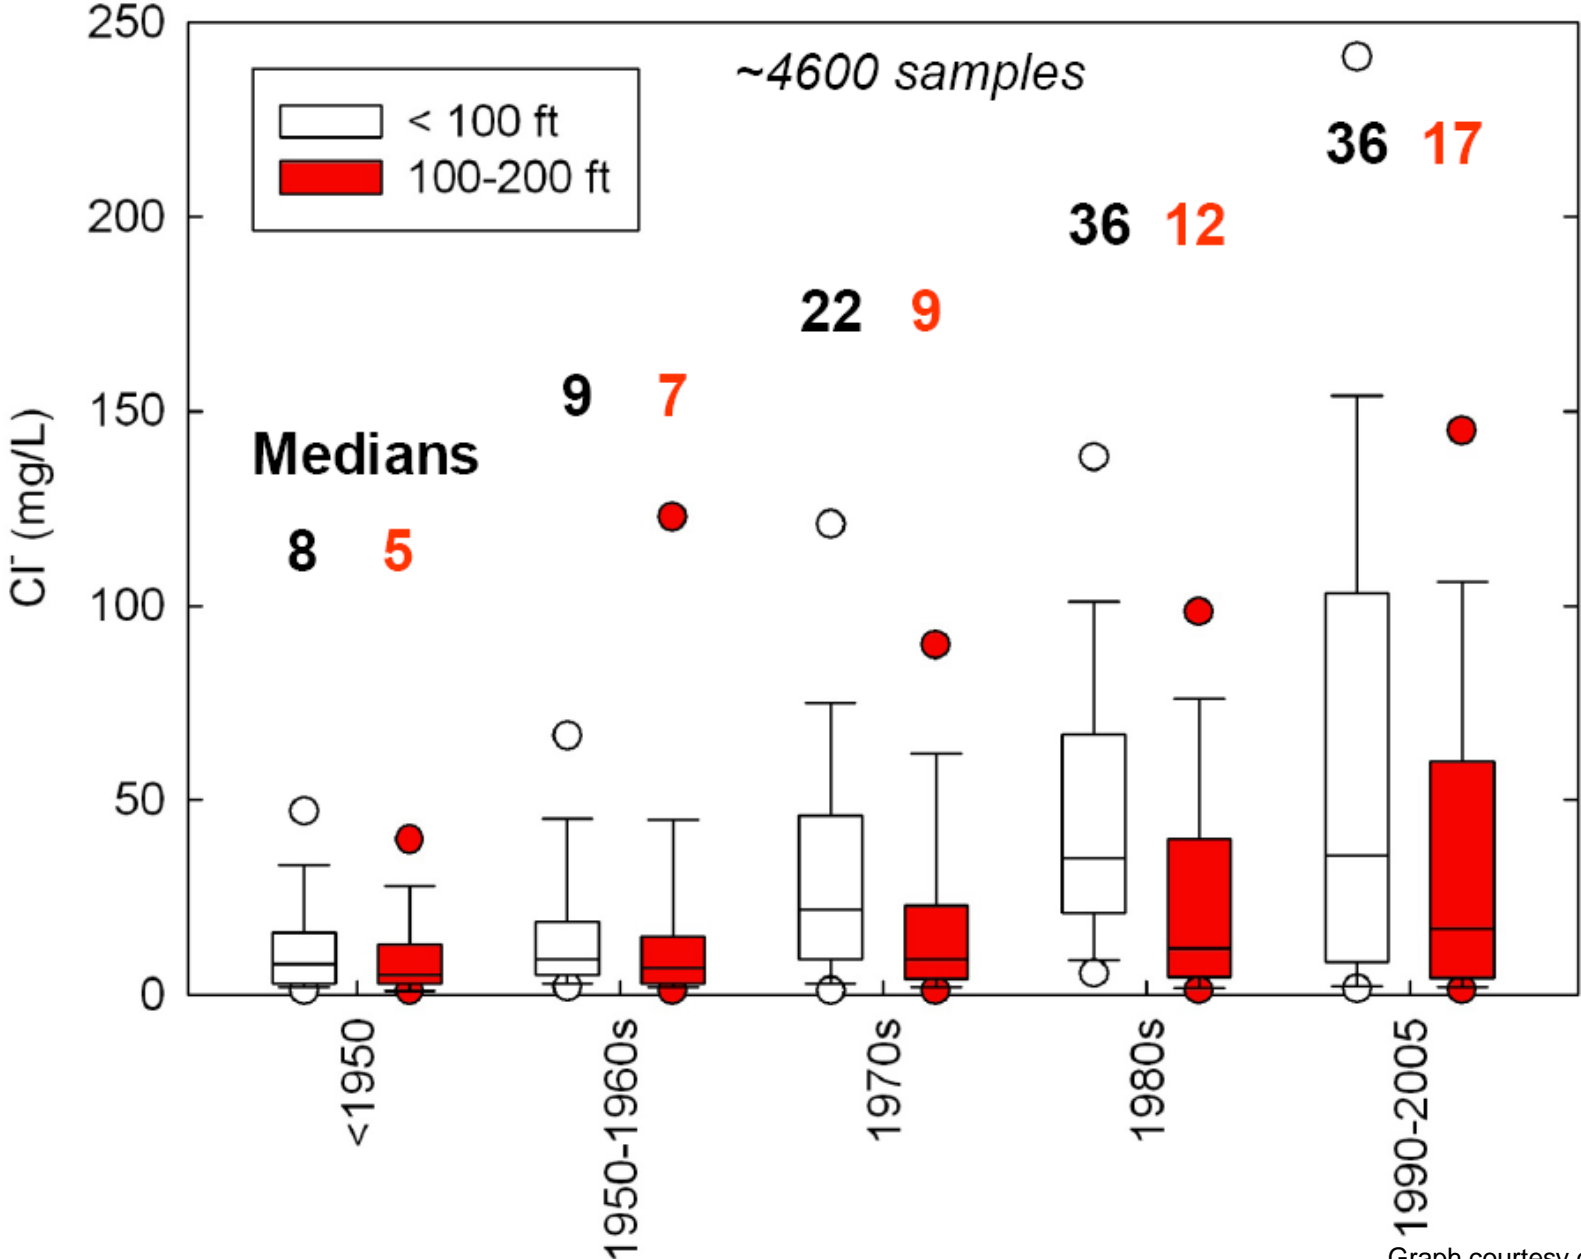 250
200
150
100
50
0
Cl⁻ (mg/L)
< 100 ft
100-200 ft
~4600 samples
Medians
8 5
9 7
22 9
36 12
36 17
<1950
1950-1960s
1970s
1980s
1990-2005
Graph courtesy